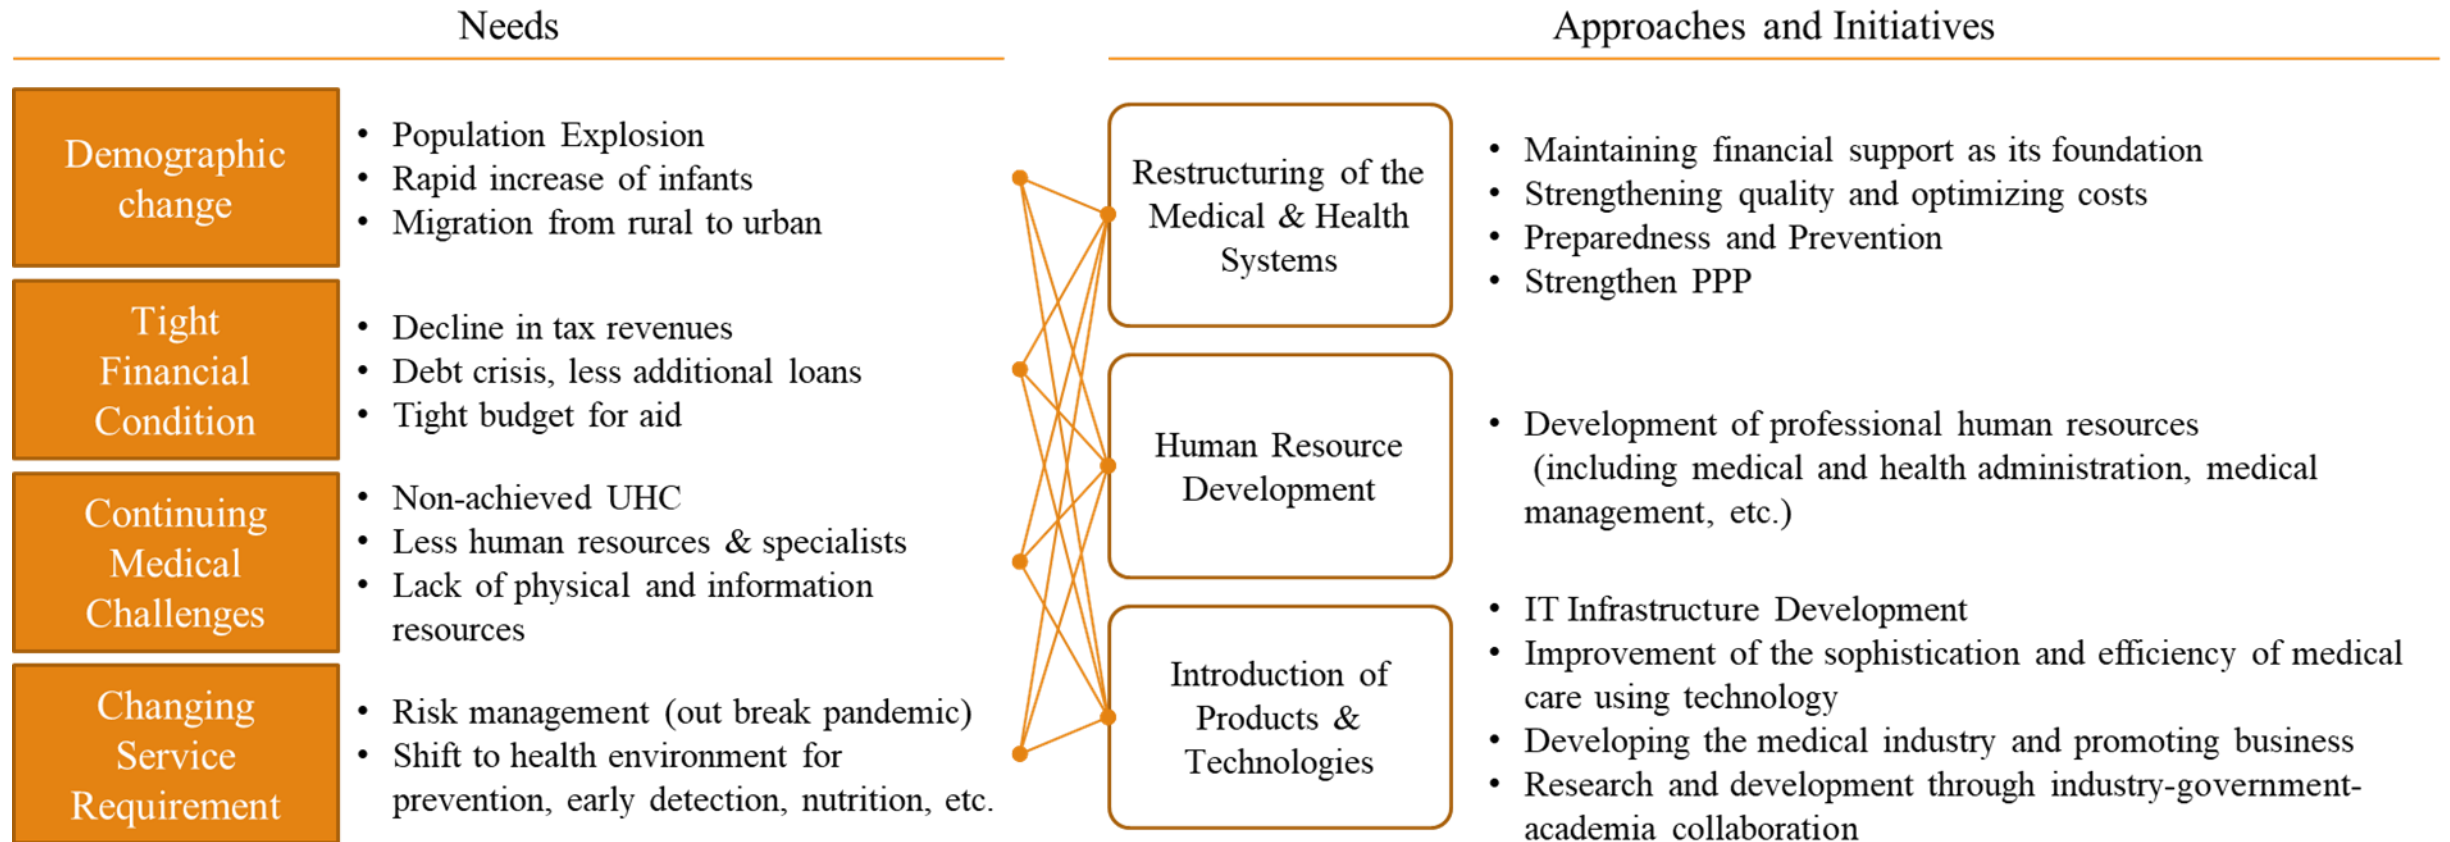 Needs
Demographic
change
• Population Explosion
• Rapid increase of infants
• Migration from rural to urban
Tight
Financial
Condition
• Decline in tax revenues
• Debt crisis, less additional loans
• Tight budget for aid
Continuing
Medical
Challenges
• Non-achieved UHC
• Less human resources & specialists
• Lack of physical and information
resources
Changing
Service
Requirement
• Risk management (out break pandemic)
• Shift to health environment for
prevention, early detection, nutrition, etc.
Approaches and Initiatives
Restructuring of the
Medical & Health
Systems
• Maintaining financial support as its foundation
• Strengthening quality and optimizing costs
• Preparedness and Prevention
• Strengthen PPP
Human Resource
Development
• Development of professional human resources
(including medical and health administration, medical
management, etc.)
Introduction of
Products &
Technologies
• IT Infrastructure Development
• Improvement of the sophistication and efficiency of medical
care using technology
• Developing the medical industry and promoting business
• Research and development through industry-government-
academia collaboration